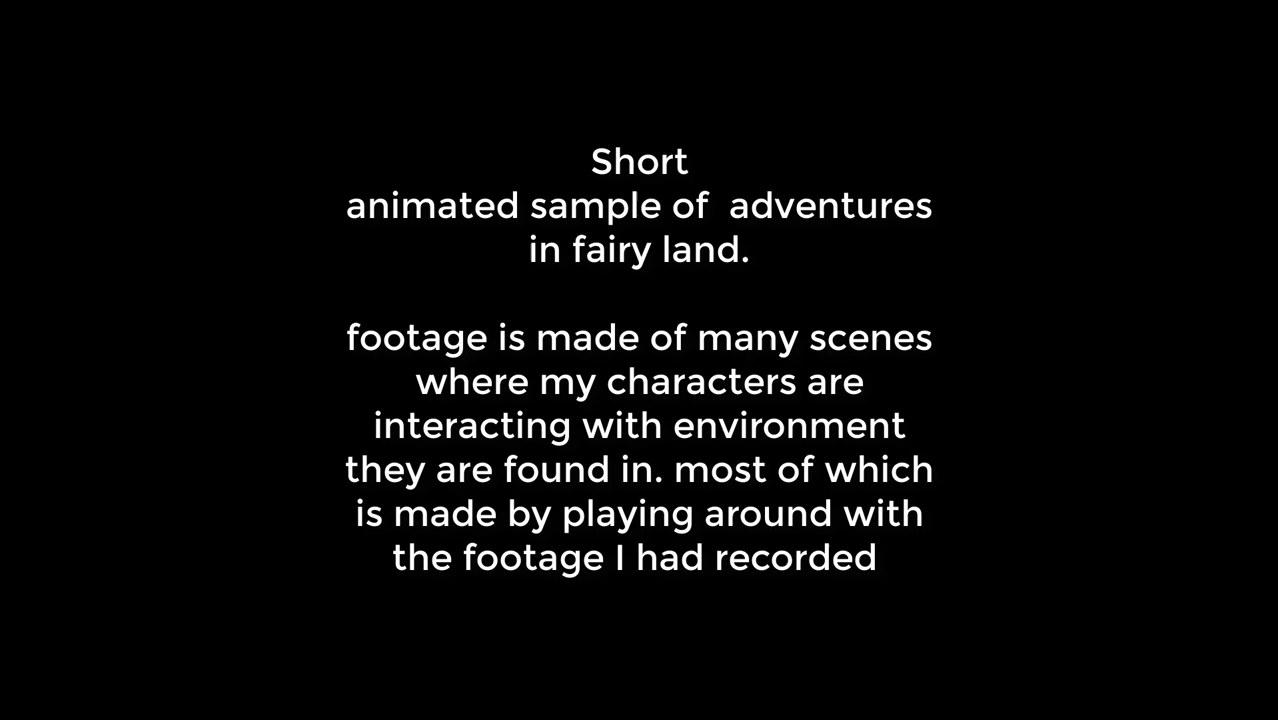 Short
animated sample of  adventures
in fairy land.
footage is made of many scenes
where my characters are
interacting with environment
they are found in. most of which
is made by playing around with
the footage I had recorded